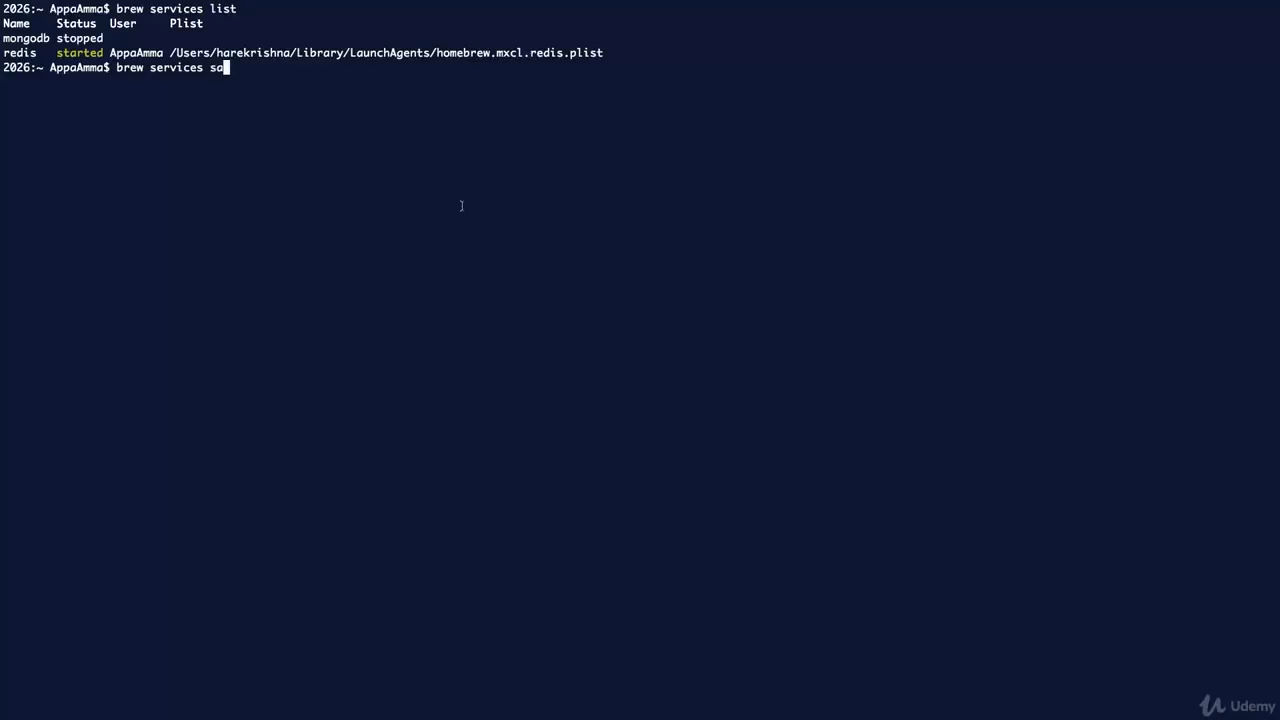 2026:~ AppaAmma$ brew services list
Name    Status  User     Plist
mongodb stopped
redis   started AppaAmma /Users/harekrishna/Library/LaunchAgents/homebrew.mxcl.redis.plist
2026:~ AppaAmma$ brew services sa
Udemy